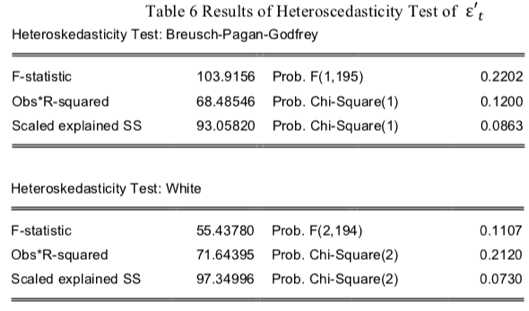 Table 6 Results of Heteroscedasticity Test of ε′ₜ
Heteroskedasticity Test: Breusch-Pagan-Godfrey
F-statistic 103.9156 Prob. F(1,195) 0.2202
Obs*R-squared 68.48546 Prob. Chi-Square(1) 0.1200
Scaled explained SS 93.05820 Prob. Chi-Square(1) 0.0863
Heteroskedasticity Test: White
F-statistic 55.43780 Prob. F(2,194) 0.1107
Obs*R-squared 71.64395 Prob. Chi-Square(2) 0.2120
Scaled explained SS 97.34996 Prob. Chi-Square(2) 0.0730